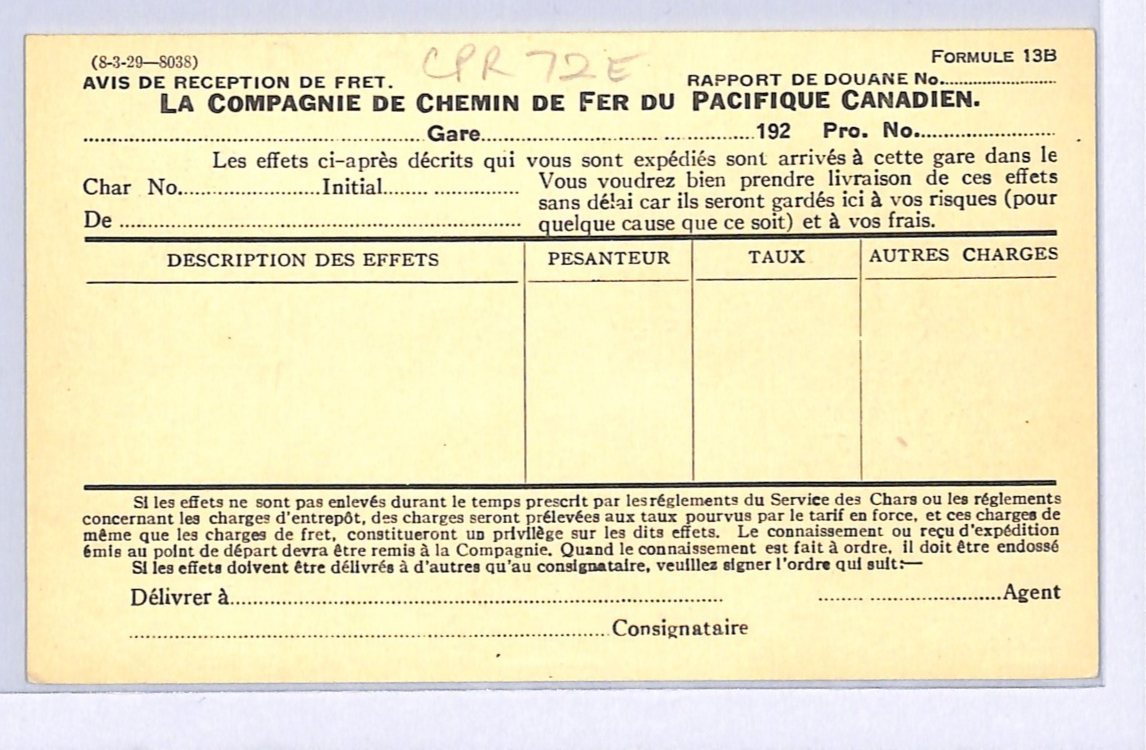 (8-3-29—8038) CPR 72E FORMULE 13B
AVIS DE RECEPTION DE FRET. RAPPORT DE DOUANE No..........................
LA COMPAGNIE DE CHEMIN DE FER DU PACIFIQUE CANADIEN.
..........................Gare..........................192 Pro. No..........................
Les effets ci-après décrits qui vous sont expédiés sont arrivés à cette gare dans le
Char No..........................Initial..........................
De ..........................
Vous voudrez bien prendre livraison de ces effets
sans délai car ils seront gardés ici à vos risques (pour
quelque cause que ce soit) et à vos frais.
DESCRIPTION DES EFFETS PESANTEUR TAUX AUTRES CHARGES
Si les effets ne sont pas enlevés durant le temps prescrit par les réglements du Service des Chars ou les réglements
concernant les charges d'entrepôt, des charges seront prélevées aux taux pourvus par le tarif en force, et ces charges de
même que les charges de fret, constitueront un privilège sur les dits effets. Le connaissement ou reçu d'expédition
émis au point de départ devra être remis à la Compagnie. Quand le connaissement est fait à ordre, il doit être endossé
Si les effets doivent être délivrés à d'autres qu'au consignataire, veuillez signer l'ordre qui suit:—
Délivrer à.......................... ..........................Agent
..........................Consignataire